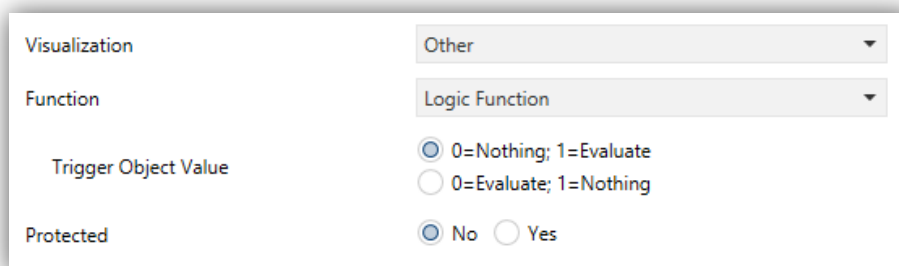 Visualization Other
Function Logic Function
Trigger Object Value 0=Nothing; 1=Evaluate
0=Evaluate; 1=Nothing
Protected No Yes